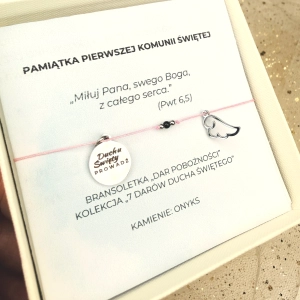 PAMIĄTKA PIERWSZEJ KOMUNII ŚWIĘTEJ
„Miłuj Pana, swego Boga,
z całego serca."
(Pwt 6,5)
Duchu
Święty
PROWADŹ
BRANSOLETKA „DAR POBOŻNOŚCI"
KOLEKCJA „7 DARÓW DUCHA ŚWIĘTEGO"
KAMIENIE: ONYKS